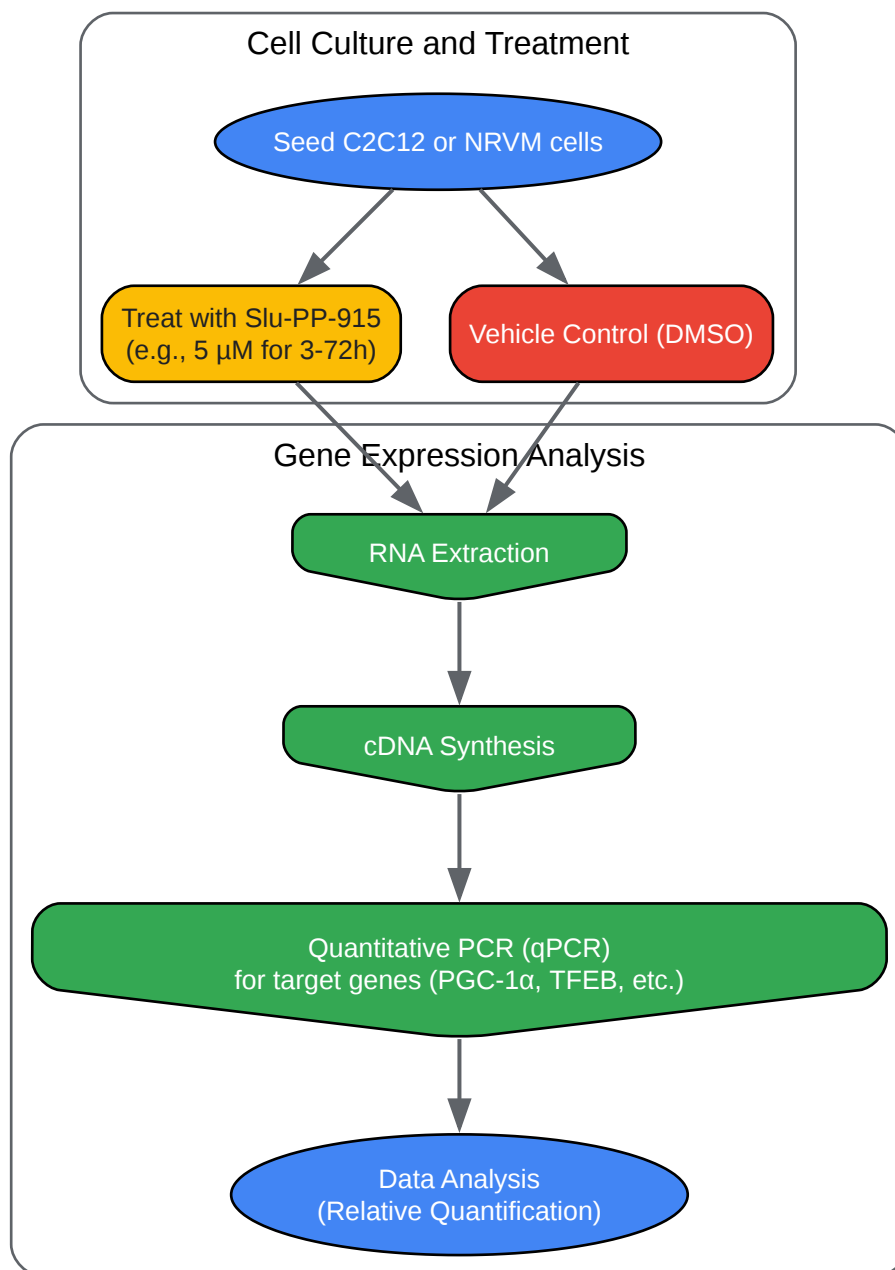 Cell Culture and Treatment
Seed C2C12 or NRVM cells
Treat with Slu-PP-915
(e.g., 5 µM for 3-72h)
Vehicle Control (DMSO)
Gene Expression Analysis
RNA Extraction
cDNA Synthesis
Quantitative PCR (qPCR)
for target genes (PGC-1α, TFEB, etc.)
Data Analysis
(Relative Quantification)